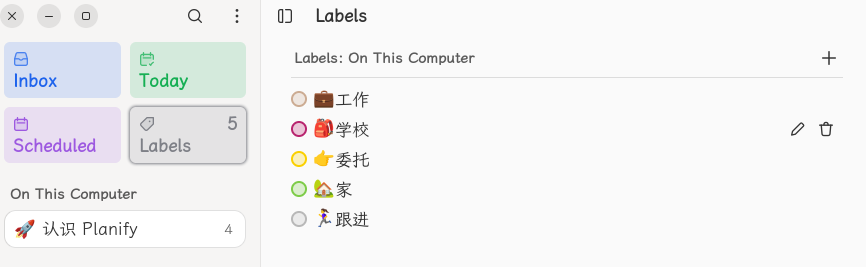 Inbox
Today
Scheduled
5
Labels
On This Computer
🚀 认识 Planify 4
Labels
Labels: On This Computer
💼工作
🎒学校
👉委托
🏡家
🏃‍♀️跟进